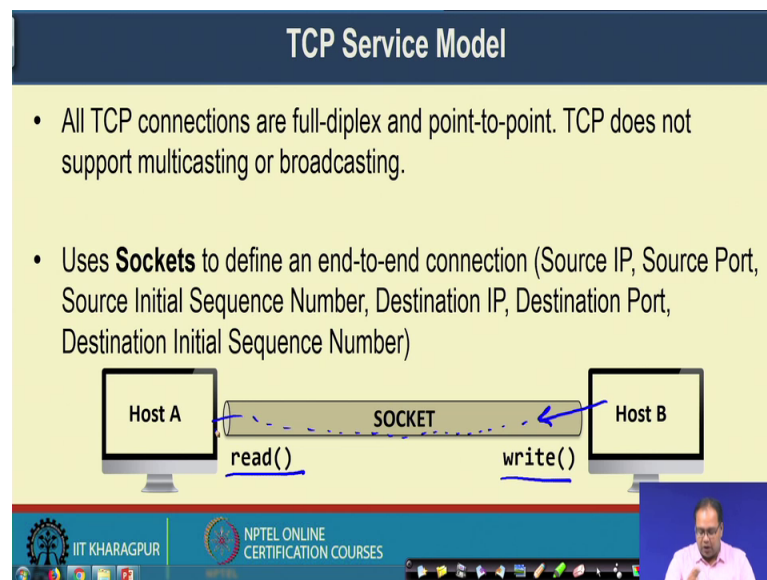 TCP Service Model
• All TCP connections are full-diplex and point-to-point. TCP does not
support multicasting or broadcasting.
• Uses Sockets to define an end-to-end connection (Source IP, Source Port,
Source Initial Sequence Number, Destination IP, Destination Port,
Destination Initial Sequence Number)
Host A
SOCKET
Host B
read()
write()
IIT KHARAGPUR
NPTEL ONLINE
CERTIFICATION COURSES